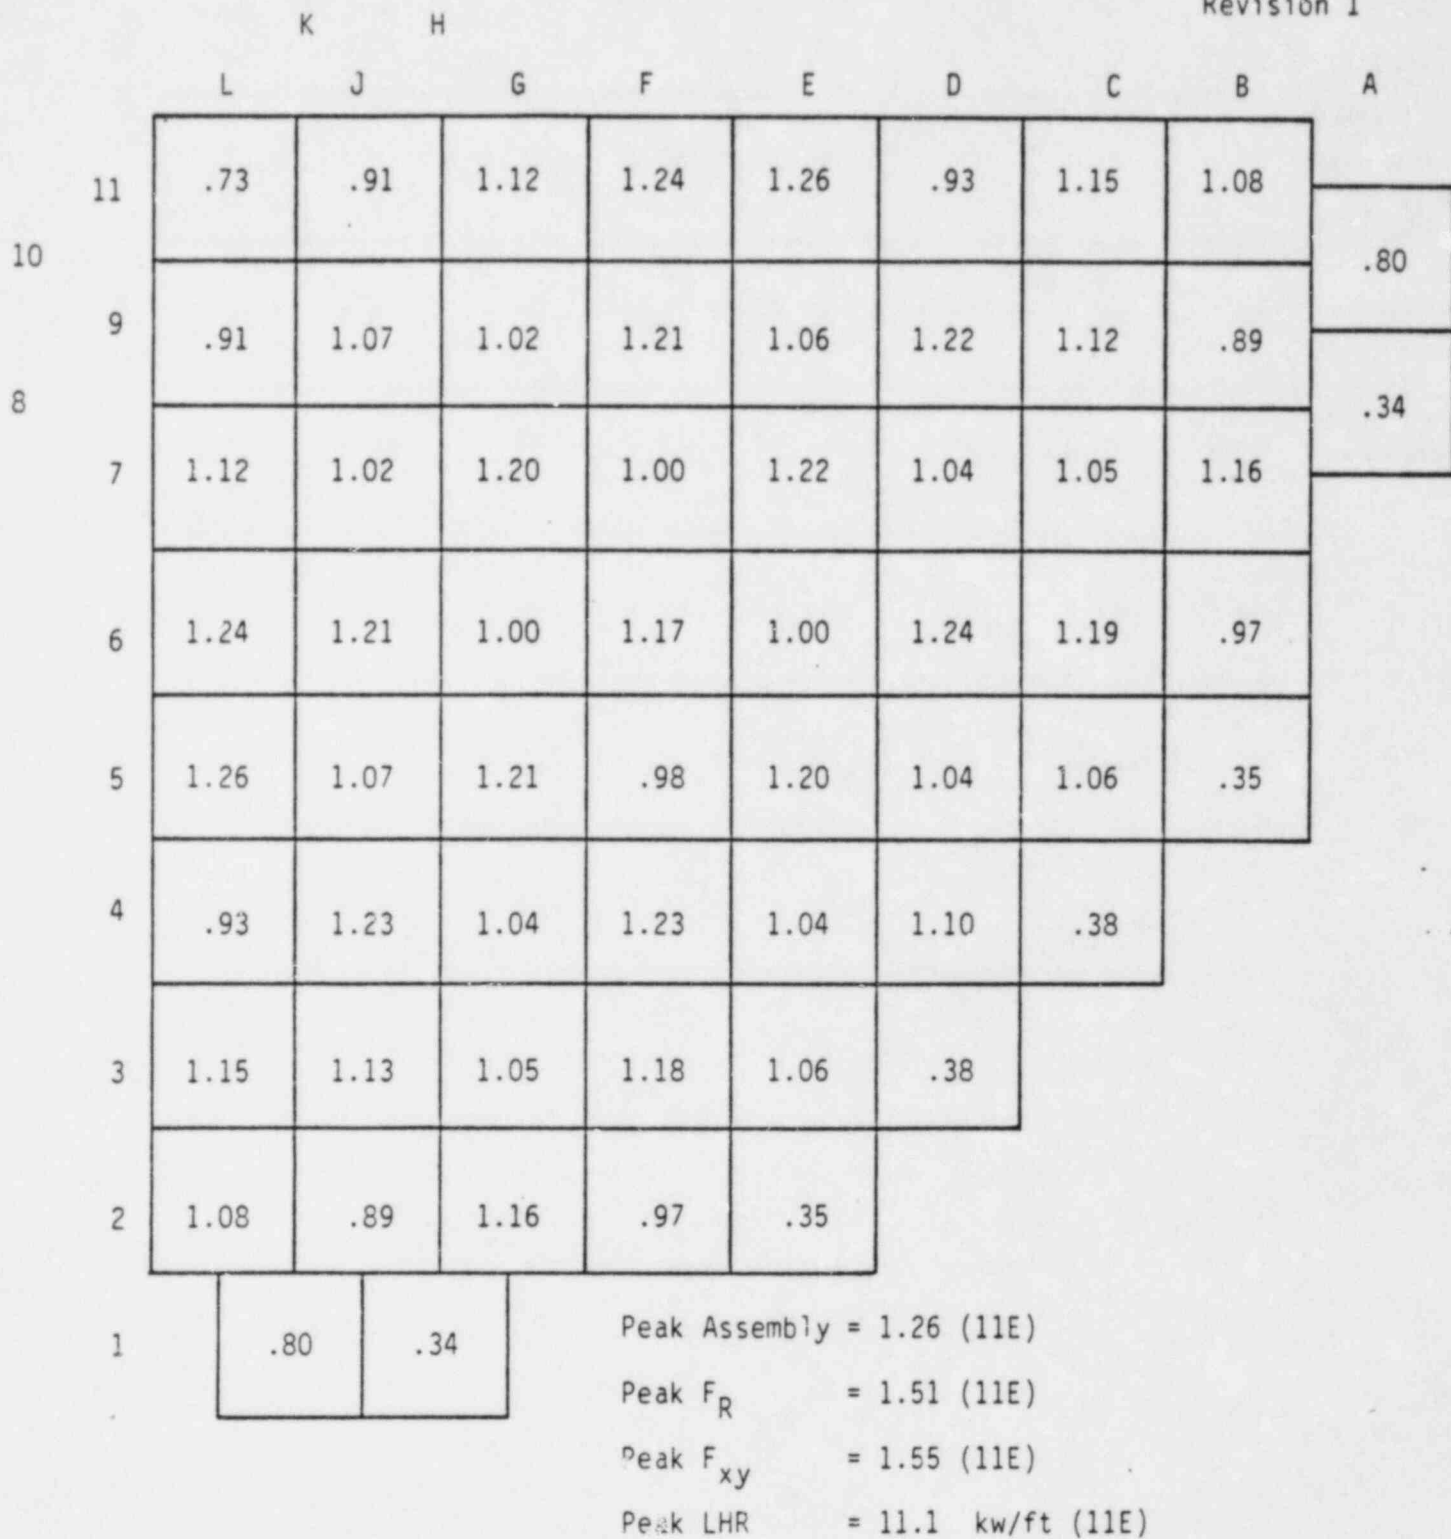 Revision 1
K H
L J G F E D C B A
11 .73 .91 1.12 1.24 1.26 .93 1.15 1.08
10 .80
9 .91 1.07 1.02 1.21 1.06 1.22 1.12 .89
8 .34
7 1.12 1.02 1.20 1.00 1.22 1.04 1.05 1.16
6 1.24 1.21 1.00 1.17 1.00 1.24 1.19 .97
5 1.26 1.07 1.21 .98 1.20 1.04 1.06 .35
4 .93 1.23 1.04 1.23 1.04 1.10 .38
3 1.15 1.13 1.05 1.18 1.06 .38
2 1.08 .89 1.16 .97 .35
1 .80 .34
Peak Assembly = 1.26 (11E)
Peak F_R = 1.51 (11E)
Peak F_xy = 1.55 (11E)
Peak LHR = 11.1 kw/ft (11E)